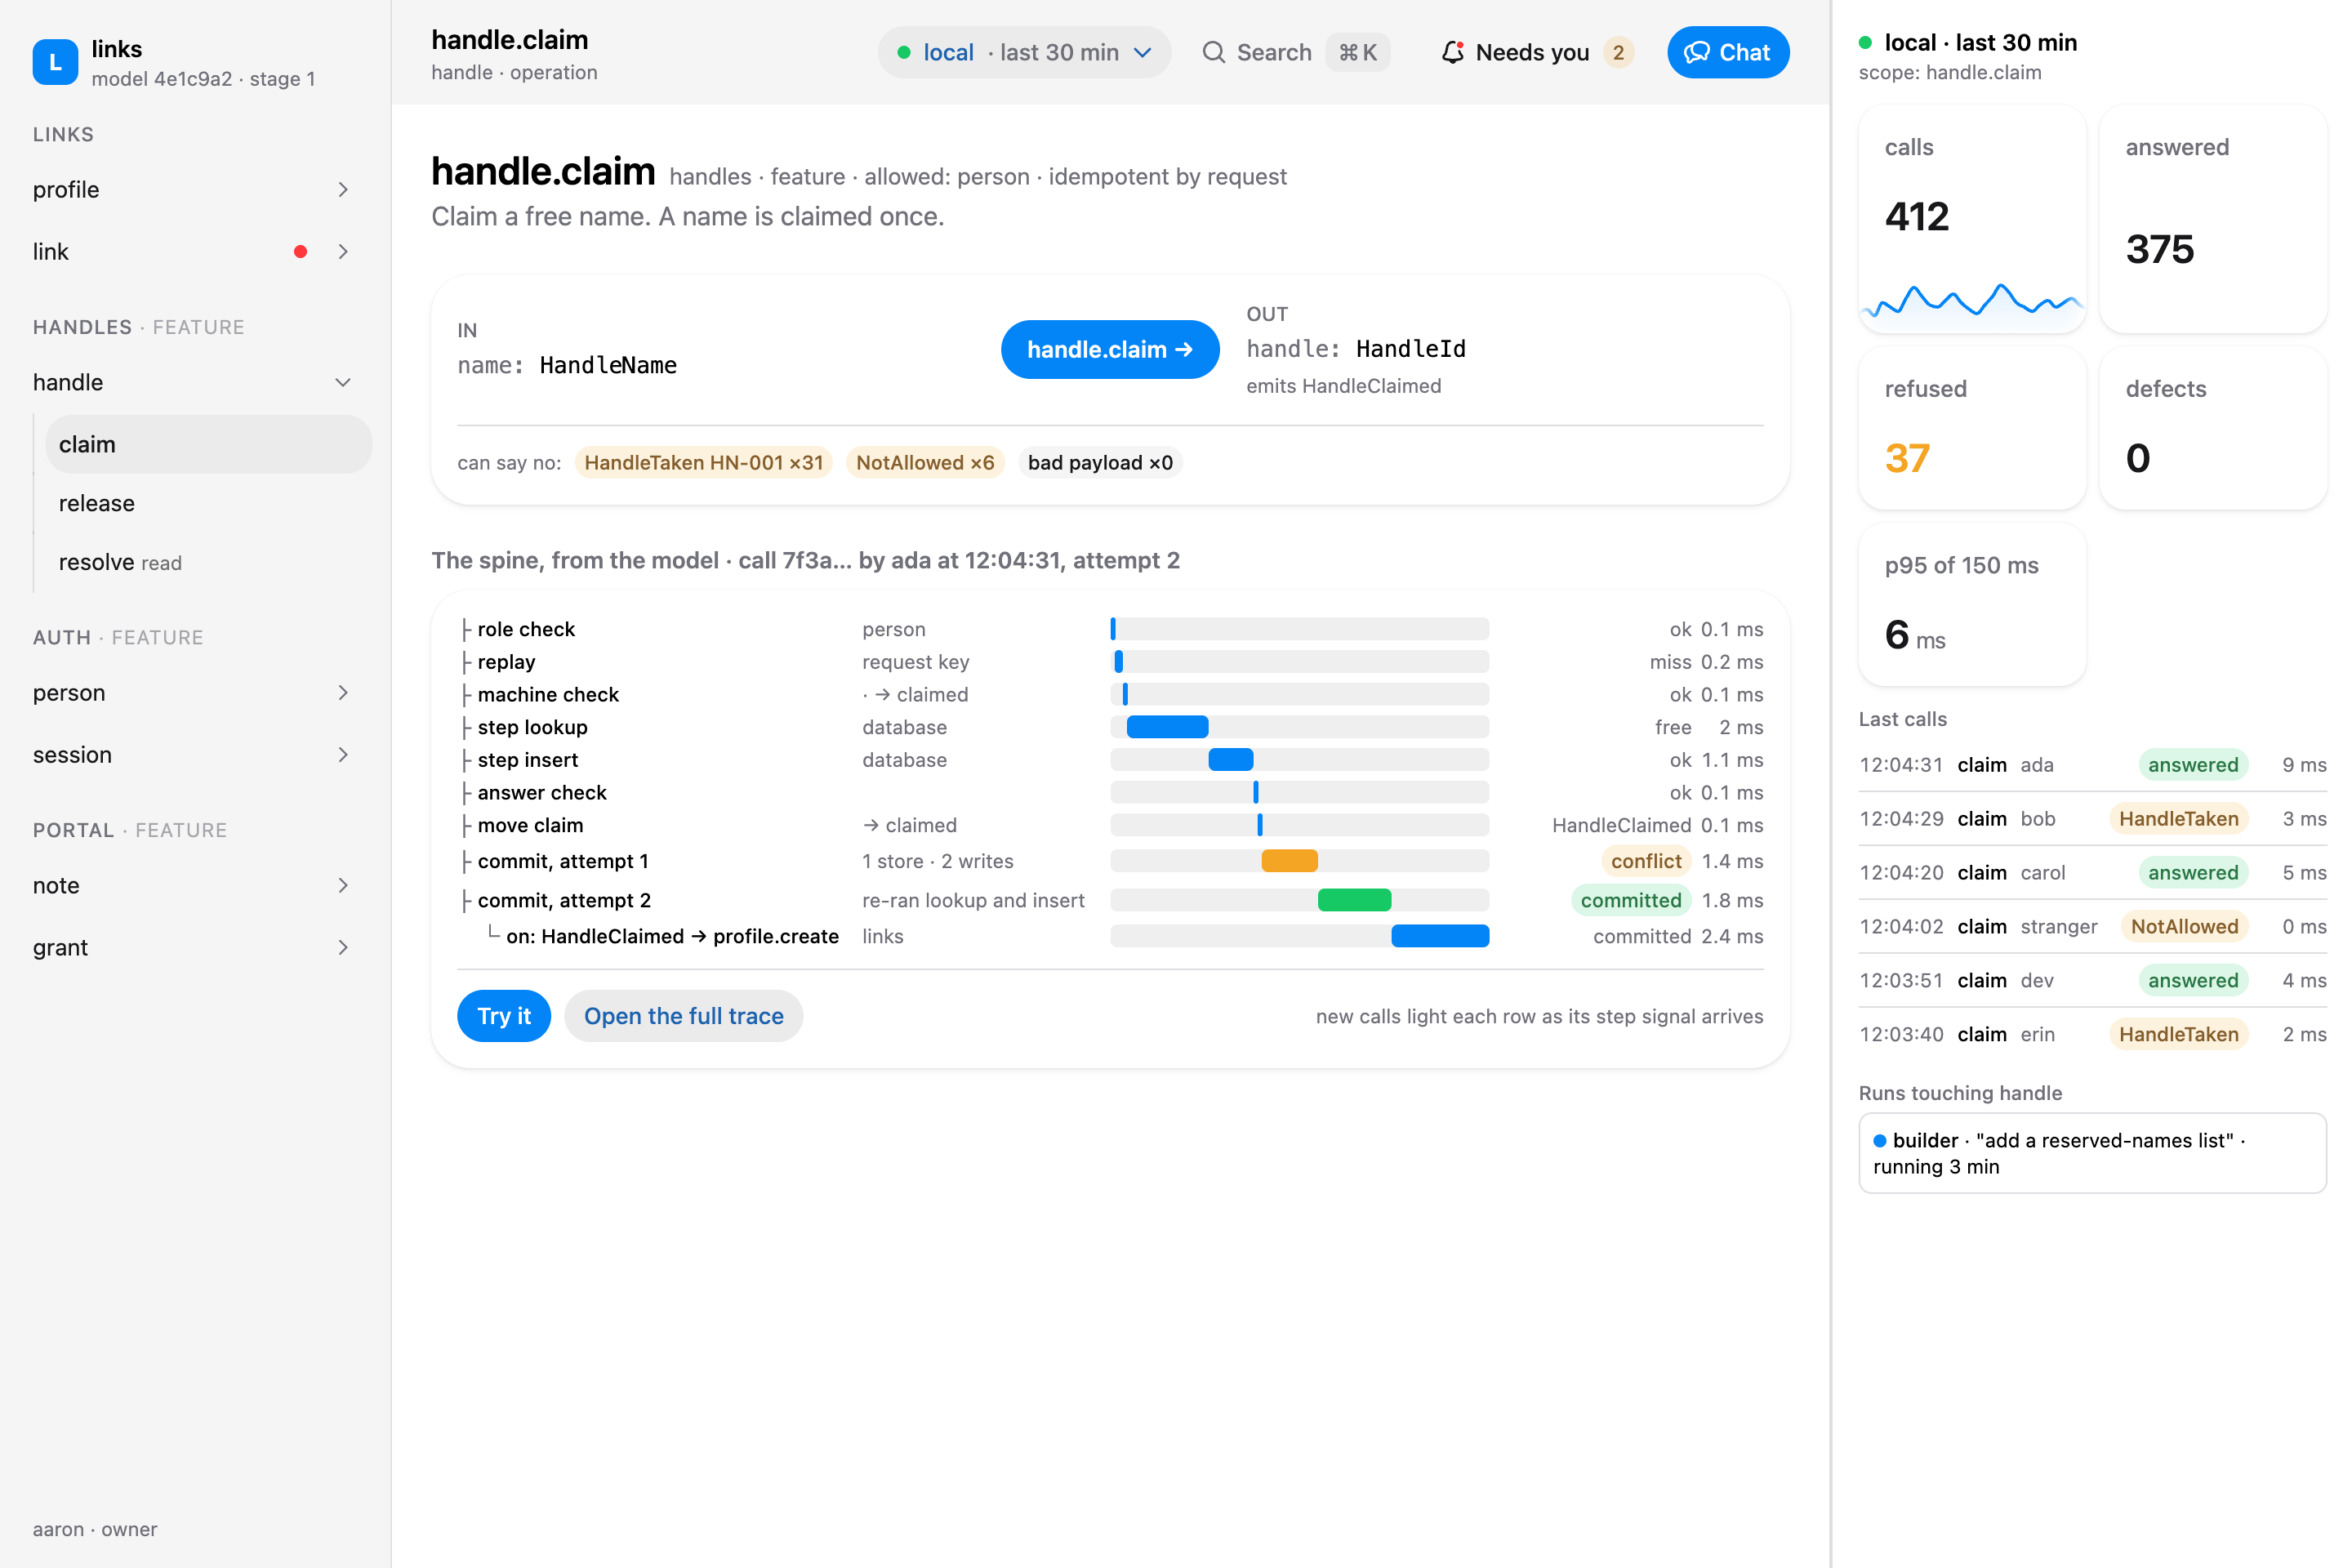 L
links
model 4e1c9a2 · stage 1
LINKS
profile
link
HANDLES · FEATURE
handle
claim
release
resolve read
AUTH · FEATURE
person
session
PORTAL · FEATURE
note
grant
aaron · owner
handle.claim
handle · operation
local · last 30 min
Search ⌘K
Needs you 2
Chat
handle.claim handles · feature · allowed: person · idempotent by request
Claim a free name. A name is claimed once.
IN
name: HandleName
handle.claim →
OUT
handle: HandleId
emits HandleClaimed
can say no: HandleTaken HN-001 ×31 NotAllowed ×6 bad payload ×0
The spine, from the model · call 7f3a... by ada at 12:04:31, attempt 2
├ role check person ok 0.1 ms
├ replay request key miss 0.2 ms
├ machine check · → claimed ok 0.1 ms
├ step lookup database free 2 ms
├ step insert database ok 1.1 ms
├ answer check ok 0.1 ms
├ move claim → claimed HandleClaimed 0.1 ms
├ commit, attempt 1 1 store · 2 writes conflict 1.4 ms
├ commit, attempt 2 re-ran lookup and insert committed 1.8 ms
└ on: HandleClaimed → profile.create links committed 2.4 ms
Try it
Open the full trace
new calls light each row as its step signal arrives
local · last 30 min
scope: handle.claim
calls
412
answered
375
refused
37
defects
0
p95 of 150 ms
6 ms
Last calls
12:04:31 claim ada answered 9 ms
12:04:29 claim bob HandleTaken 3 ms
12:04:20 claim carol answered 5 ms
12:04:02 claim stranger NotAllowed 0 ms
12:03:51 claim dev answered 4 ms
12:03:40 claim erin HandleTaken 2 ms
Runs touching handle
builder · "add a reserved-names list" ·
running 3 min